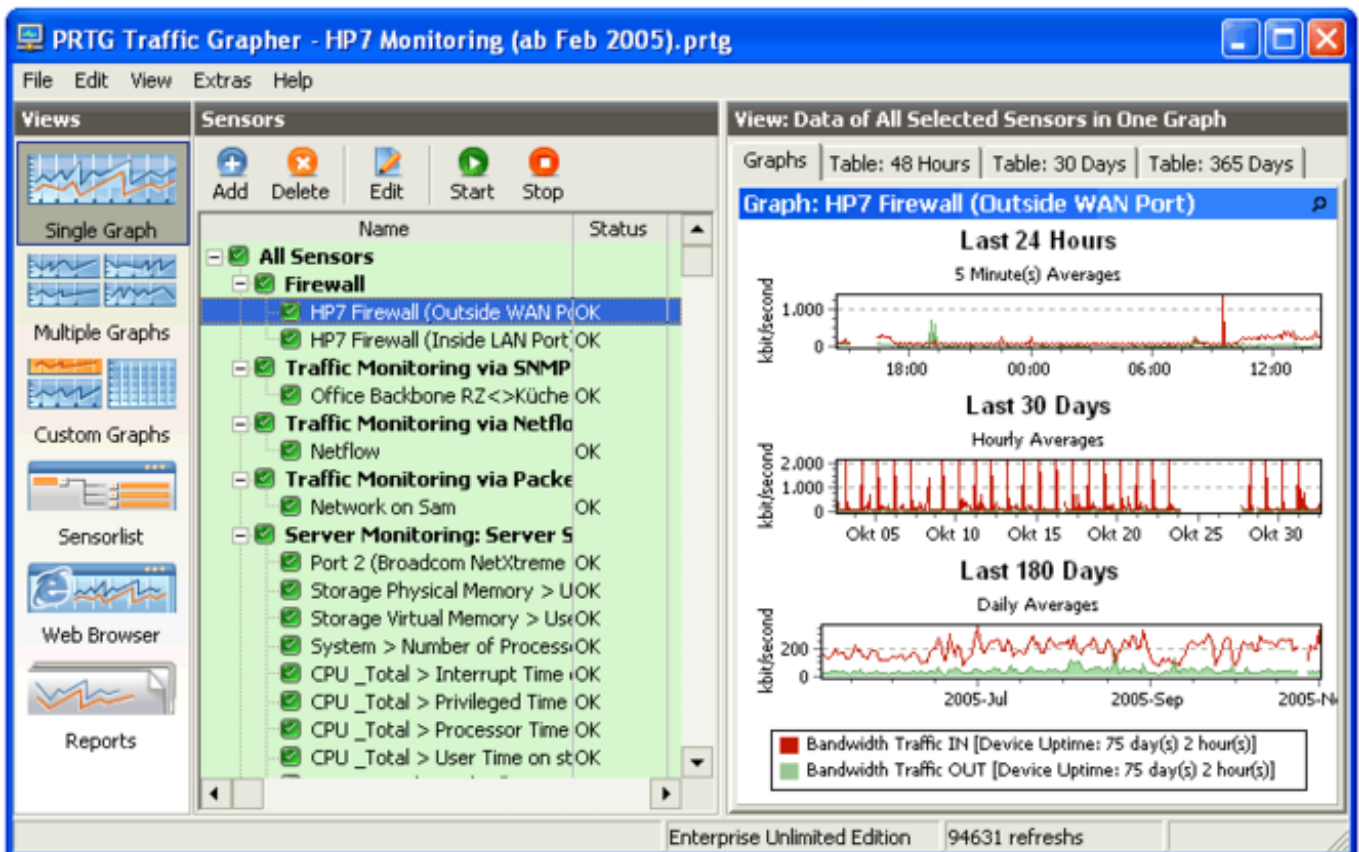 PRTG Traffic Grapher - HP7 Monitoring (ab Feb 2005).prtg
File Edit View Extras Help
Views
Single Graph
Multiple Graphs
Custom Graphs
Sensorlist
Web Browser
Reports
Sensors
Add Delete Edit Start Stop
Name Status
All Sensors
Firewall
HP7 Firewall (Outside WAN Po OK
HP7 Firewall (Inside LAN Port) OK
Traffic Monitoring via SNMP
Office Backbone RZ<>Küche OK
Traffic Monitoring via Netflo
Netflow OK
Traffic Monitoring via Packe
Network on Sam OK
Server Monitoring: Server S
Port 2 (Broadcom NetXtreme OK
Storage Physical Memory > U OK
Storage Virtual Memory > Use OK
System > Number of Process OK
CPU _Total > Interrupt Time OK
CPU _Total > Privileged Time OK
CPU _Total > Processor Time OK
CPU _Total > User Time on st OK
View: Data of All Selected Sensors in One Graph
Graphs Table: 48 Hours Table: 30 Days Table: 365 Days
Graph: HP7 Firewall (Outside WAN Port)
Last 24 Hours
5 Minute(s) Averages
kbit/second
1.000
0
18:00 00:00 06:00 12:00
Last 30 Days
Hourly Averages
kbit/second
2.000
1.000
0
Okt 05 Okt 10 Okt 15 Okt 20 Okt 25 Okt 30
Last 180 Days
Daily Averages
kbit/second
200
0
2005-Jul 2005-Sep 2005-N
Bandwidth Traffic IN [Device Uptime: 75 day(s) 2 hour(s)]
Bandwidth Traffic OUT [Device Uptime: 75 day(s) 2 hour(s)]
Enterprise Unlimited Edition 94631 refreshs